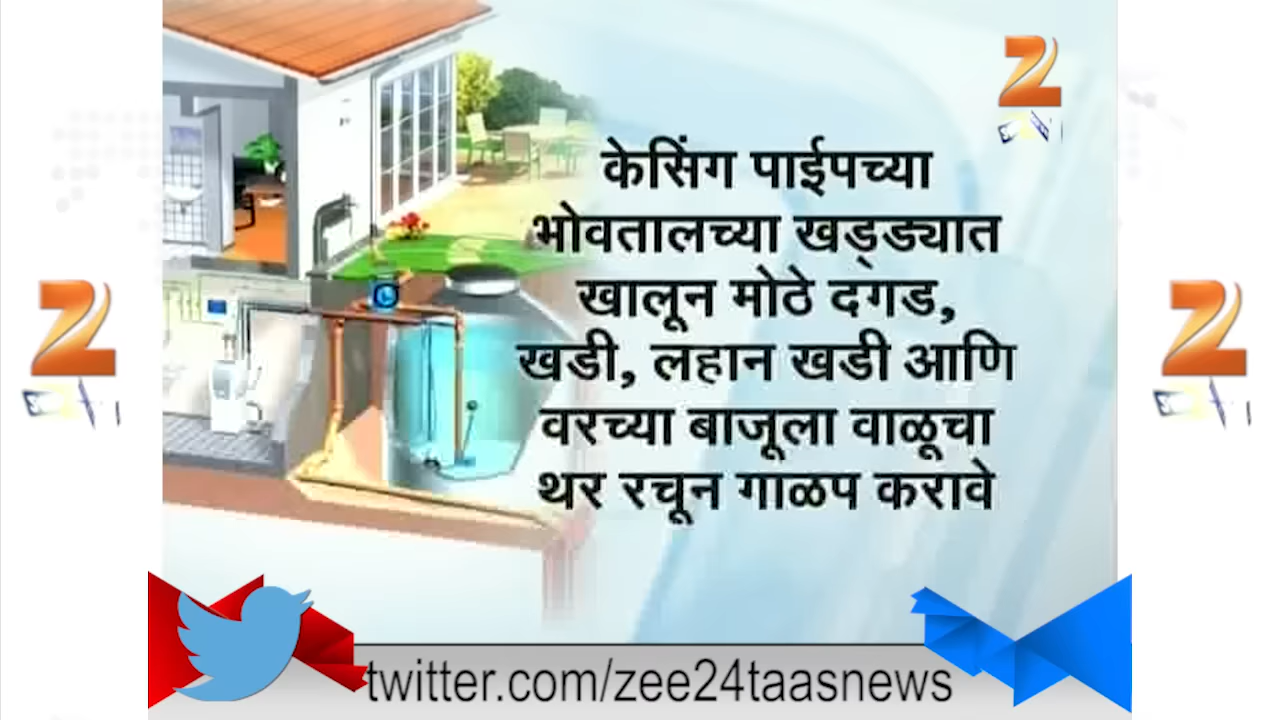 केसिंग पाईपच्या
भोवतालच्या खड्ड्यात
खालून मोठे दगड,
खडी, लहान खडी आणि
वरच्या बाजूला वाळूचा
थर रचून गाळप करावे
twitter.com/zee24taasnews